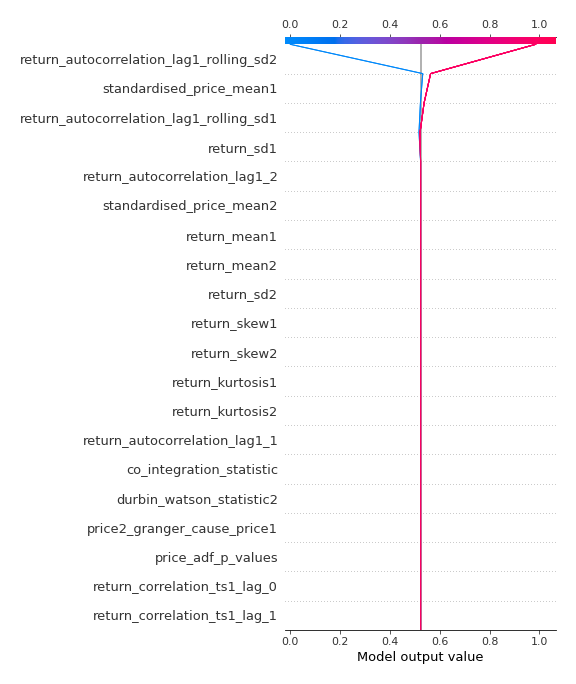 0.0 0.2 0.4 0.6 0.8 1.0
return_autocorrelation_lag1_rolling_sd2
standardised_price_mean1
return_autocorrelation_lag1_rolling_sd1
return_sd1
return_autocorrelation_lag1_2
standardised_price_mean2
return_mean1
return_mean2
return_sd2
return_skew1
return_skew2
return_kurtosis1
return_kurtosis2
return_autocorrelation_lag1_1
co_integration_statistic
durbin_watson_statistic2
price2_granger_cause_price1
price_adf_p_values
return_correlation_ts1_lag_0
return_correlation_ts1_lag_1
0.0 0.2 0.4 0.6 0.8 1.0
Model output value